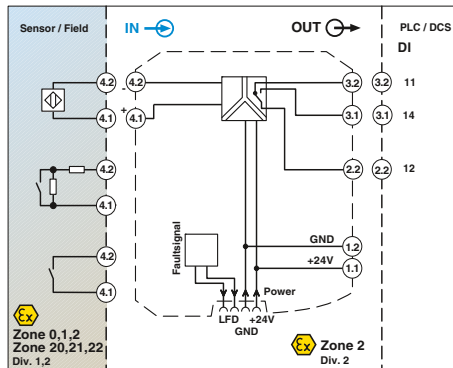 Sensor / Field
IN
OUT
PLC / DCS
DI
4.2
-
4.2
3.2
3.2
11
4.1
+
4.1
3.1
3.1
14
4.2
2.2
2.2
12
4.1
Faultsignal
GND
1.2
4.2
+24V
1.1
4.1
Power
LFD
+24V
GND
Ex
Zone 0,1,2
Zone 20,21,22
Div. 1,2
Ex
Zone 2
Div. 2